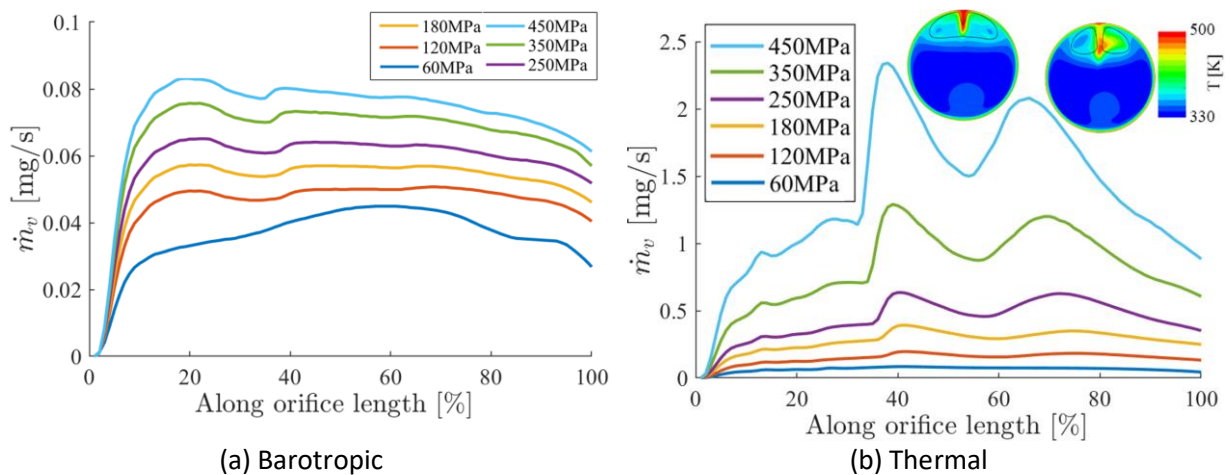 0.1
0.08
0.06
0.04
0.02
0
ṁ_v [mg/s]
180MPa 450MPa
120MPa 350MPa
60MPa 250MPa
0 20 40 60 80 100
Along orifice length [%]
(a) Barotropic
2.5
2
1.5
1
0.5
0
ṁ_v [mg/s]
450MPa
350MPa
250MPa
180MPa
120MPa
60MPa
500
T [K]
330
0 20 40 60 80 100
Along orifice length [%]
(b) Thermal